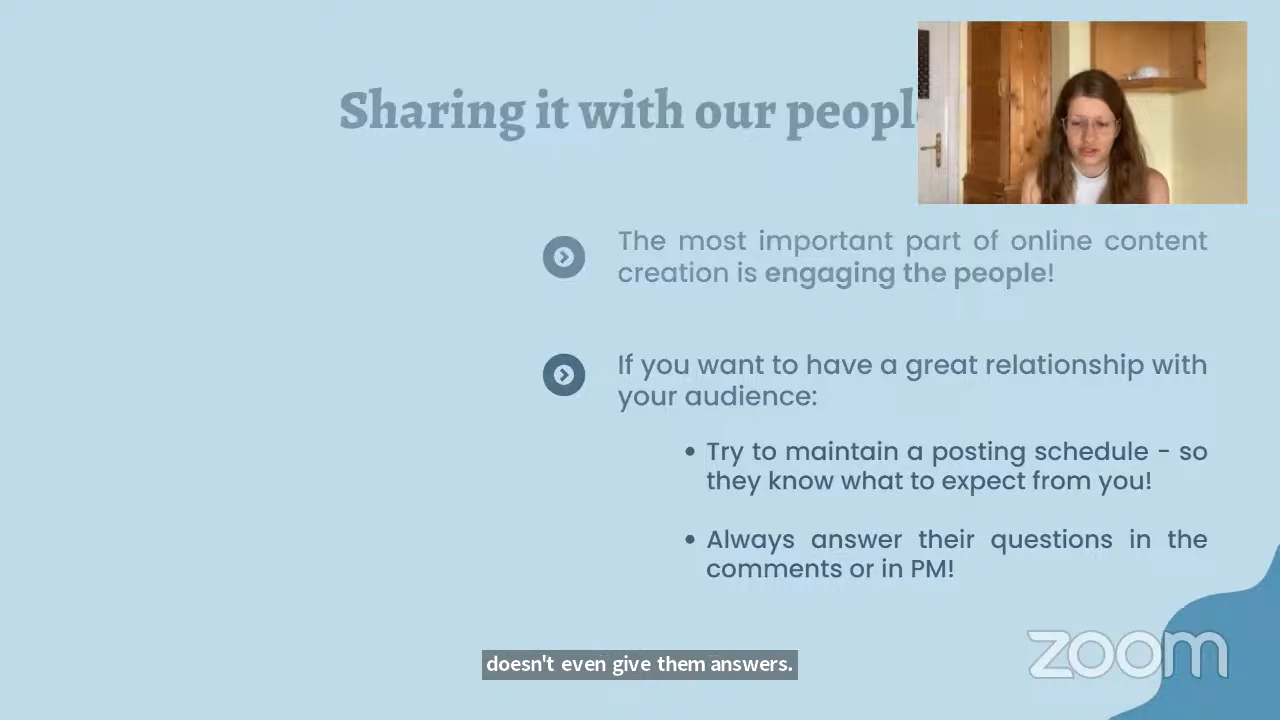 Sharing it with our peopl
The most important part of online content
creation is engaging the people!
If you want to have a great relationship with
your audience:
• Try to maintain a posting schedule - so
they know what to expect from you!
• Always answer their questions in the
comments or in PM!
doesn't even give them answers.
zoom